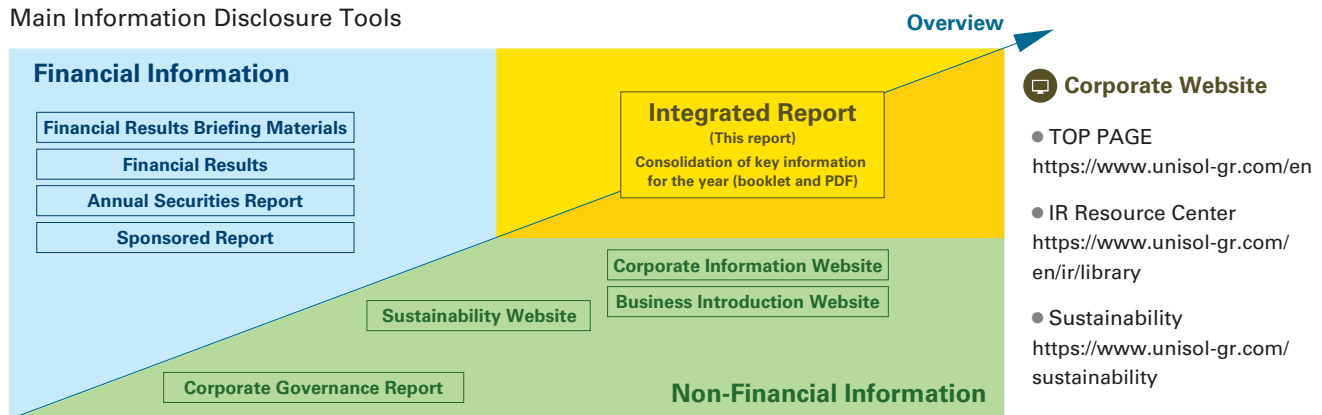 Main Information Disclosure Tools
Overview
Financial Information
Financial Results Briefing Materials
Financial Results
Annual Securities Report
Sponsored Report
Integrated Report
(This report)
Consolidation of key information
for the year (booklet and PDF)
Corporate Information Website
Business Introduction Website
Sustainability Website
Corporate Governance Report
Non-Financial Information
Corporate Website
● TOP PAGE
https://www.unisol-gr.com/en
● IR Resource Center
https://www.unisol-gr.com/
en/ir/library
● Sustainability
https://www.unisol-gr.com/
sustainability